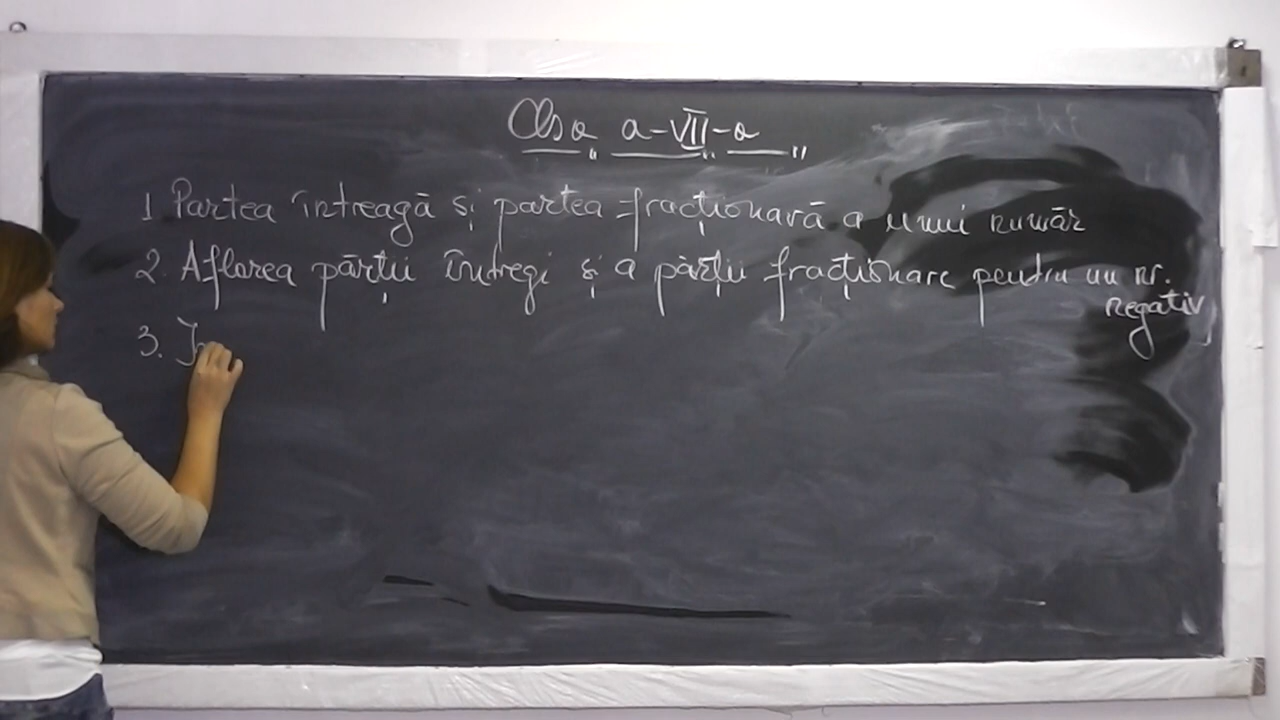 Clsa a-VII-a
1 Partea întreagă și partea fracționară a unui număr
2. Aflarea părții întregi și a părții fracționare pentru un nr.
negativ
3.